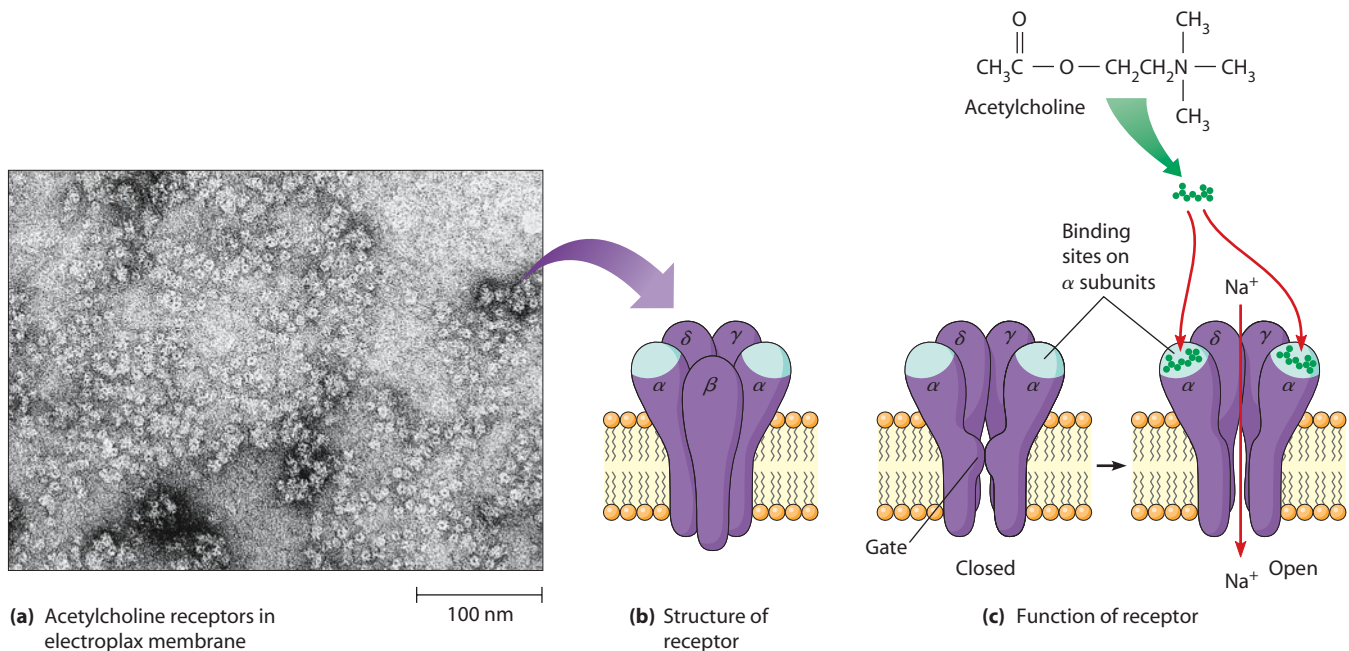 O
CH₃
CH₃C — O — CH₂CH₂N — CH₃
Acetylcholine
CH₃
Binding
sites on
α subunits
Na⁺
δ γ
α β α
δ γ
α α
δ γ
α α
Gate
Closed
Na⁺ Open
100 nm
(a) Acetylcholine receptors in
electroplax membrane
(b) Structure of
receptor
(c) Function of receptor